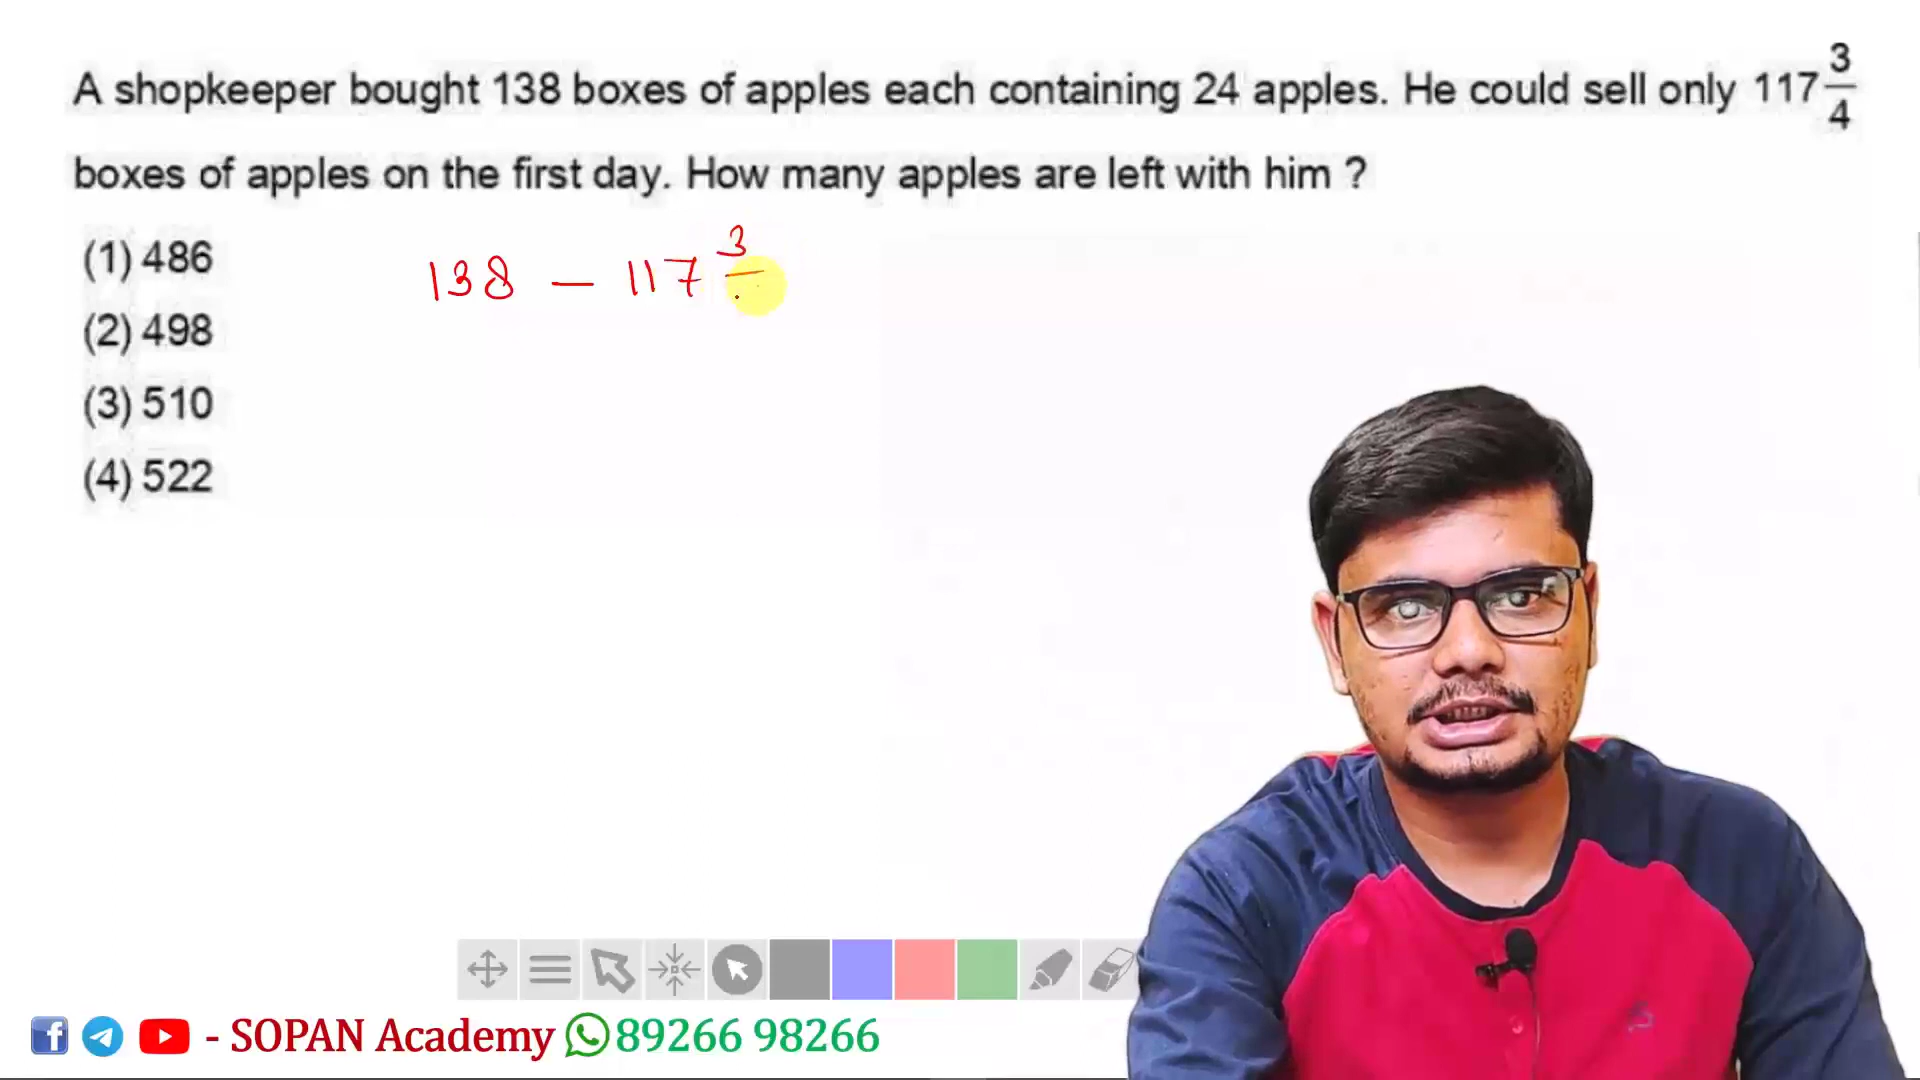 A shopkeeper bought 138 boxes of apples each containing 24 apples. He could sell only 117 3/4
boxes of apples on the first day. How many apples are left with him ?
(1) 486
138 — 117 3/
(2) 498
(3) 510
(4) 522
- SOPAN Academy 89266 98266